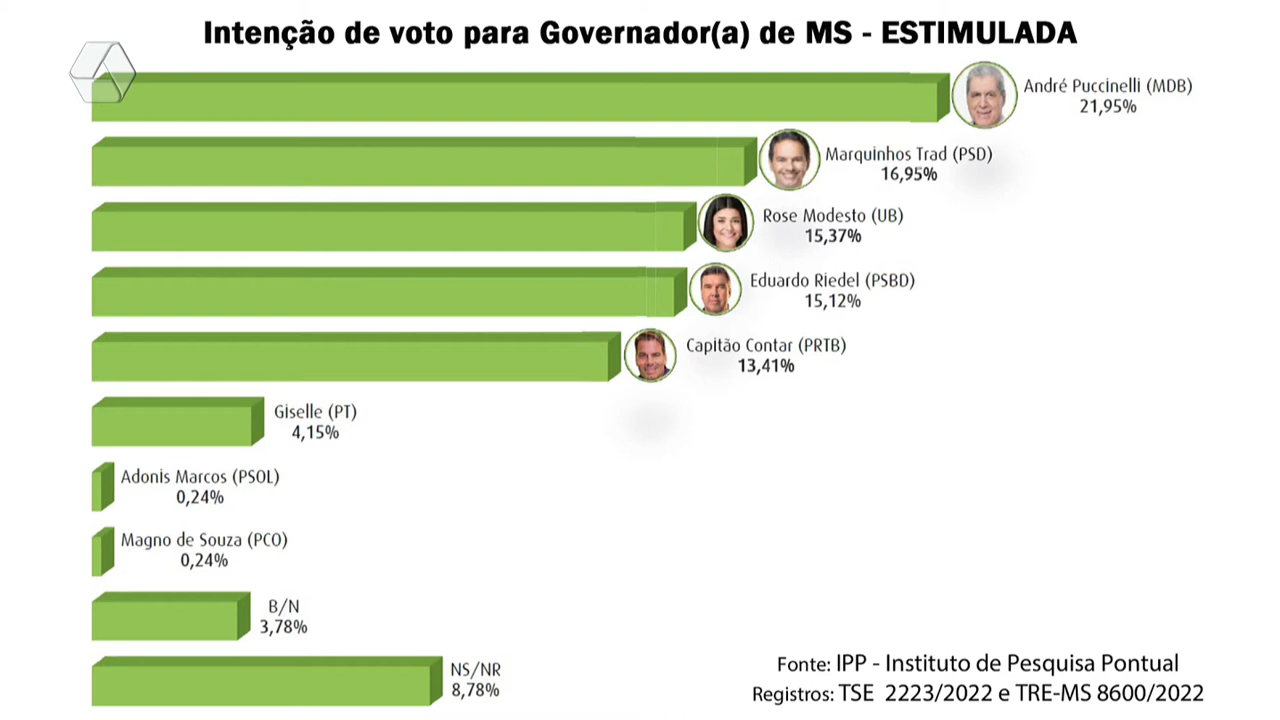 Intenção de voto para Governador(a) de MS - ESTIMULADA
André Puccinelli (MDB)
21,95%
Marquinhos Trad (PSD)
16,95%
Rose Modesto (UB)
15,37%
Eduardo Riedel (PSBD)
15,12%
Capitão Contar (PRTB)
13,41%
Giselle (PT)
4,15%
Adonis Marcos (PSOL)
0,24%
Magno de Souza (PCO)
0,24%
B/N
3,78%
NS/NR
8,78%
Fonte: IPP - Instituto de Pesquisa Pontual
Registros: TSE 2223/2022 e TRE-MS 8600/2022